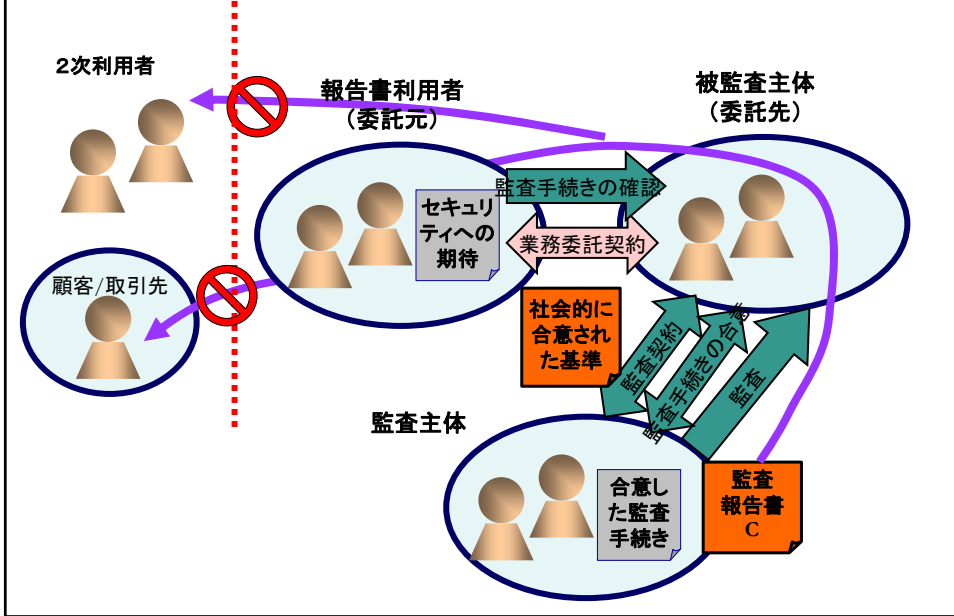 2次利用者
報告書利用者
(委託元)
被監査主体
(委託先)
監査手続きの確認
セキュリ
ティへの
期待
業務委託契約
顧客/取引先
社会的に
合意され
た基準
監査契約
監査手続きの合意
監査
監査主体
合意し
た監査
手続き
監査
報告書
C